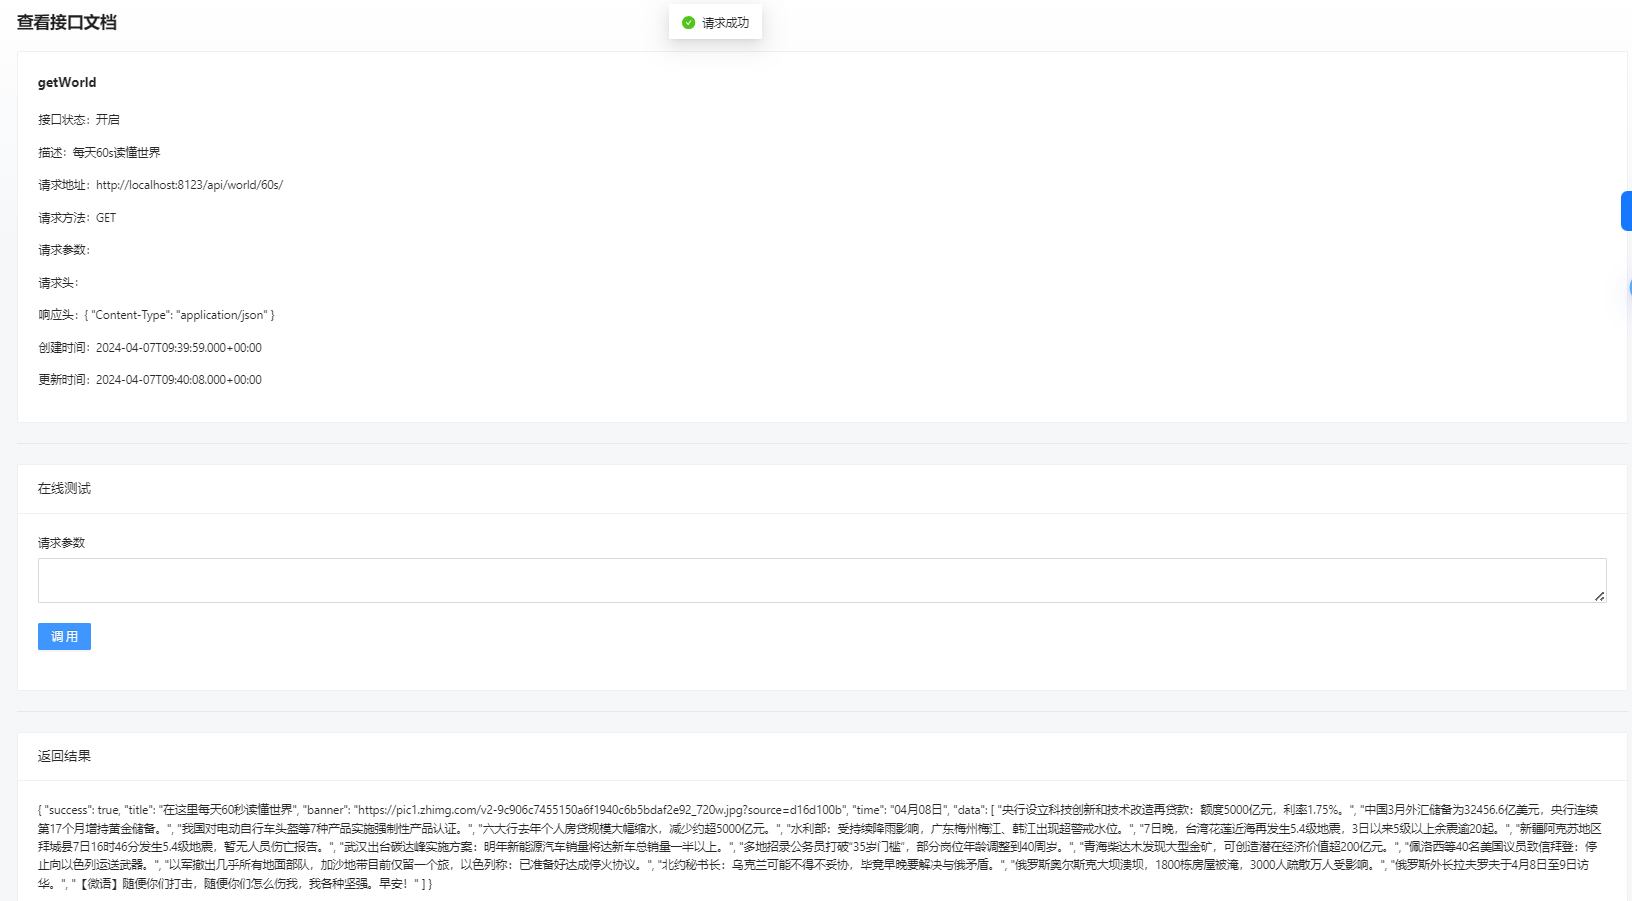 查看接口文档
请求成功
getWorld
接口状态：开启
描述：每天60s读懂世界
请求地址：http://localhost:8123/api/world/60s/
请求方法：GET
请求参数：
请求头：
响应头：{ "Content-Type": "application/json" }
创建时间：2024-04-07T09:39:59.000+00:00
更新时间：2024-04-07T09:40:08.000+00:00
在线测试
请求参数
调 用
返回结果
{ "success": true, "title": "在这里每天60秒读懂世界", "banner": "https://pic1.zhimg.com/v2-9c906c7455150a6f1940c6b5bdaf2e92_720w.jpg?source=d16d100b", "time": "04月08日", "data": [ "央行设立科技创新和技术改造再贷款：额度5000亿元，利率1.75%。", "中国3月外汇储备为32456.6亿美元，央行连续
第17个月增持黄金储备。", "我国对电动自行车头盔等7种产品实施强制性产品认证。", "六大行去年个人房贷规模大幅缩水，减少约超5000亿元。", "水利部：受持续降雨影响，广东梅州梅江、韩江出现超警戒水位。", "7日晚，台湾花莲近海再发生5.4级地震，3日以来5级以上余震逾20起。", "新疆阿克苏地区
拜城县7日16时46分发生5.4级地震，暂无人员伤亡报告。", "武汉出台碳达峰实施方案：明年新能源汽车销量将达新车总销量一半以上。", "多地招录公务员打破"35岁门槛"，部分岗位年龄调整到40周岁。", "青海柴达木发现大型金矿，可创造潜在经济价值超200亿元。", "佩洛西等40名美国议员致信拜登：停
止向以色列运送武器。", "以军撤出几乎所有地面部队，加沙地带目前仅留一个旅，以色列称：已准备好达成停火协议。", "北约秘书长：乌克兰可能不得不妥协，毕竟早晚要解决与俄矛盾。", "俄罗斯奥尔斯克大坝溃坝，1800栋房屋被淹，3000人疏散万人受影响。", "俄罗斯外长拉夫罗夫于4月8日至9日访
华。", "【微语】随便你们打击，随便你们怎么伤我，我各种坚强。早安！" ] }